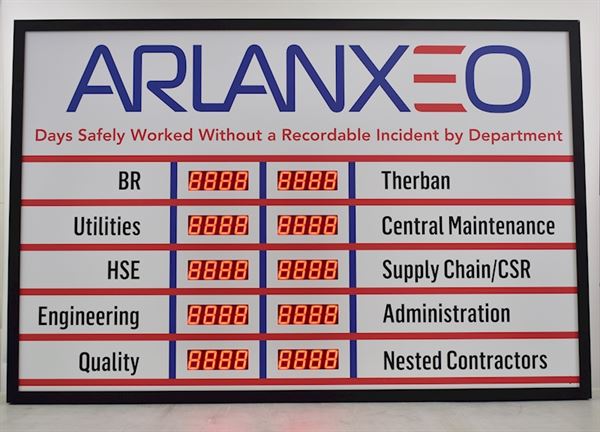 ARLANXEO
Days Safely Worked Without a Recordable Incident by Department
BR 8888 8888 Therban
Utilities 8888 8888 Central Maintenance
HSE 8888 8888 Supply Chain/CSR
Engineering 8888 8888 Administration
Quality 8888 8888 Nested Contractors